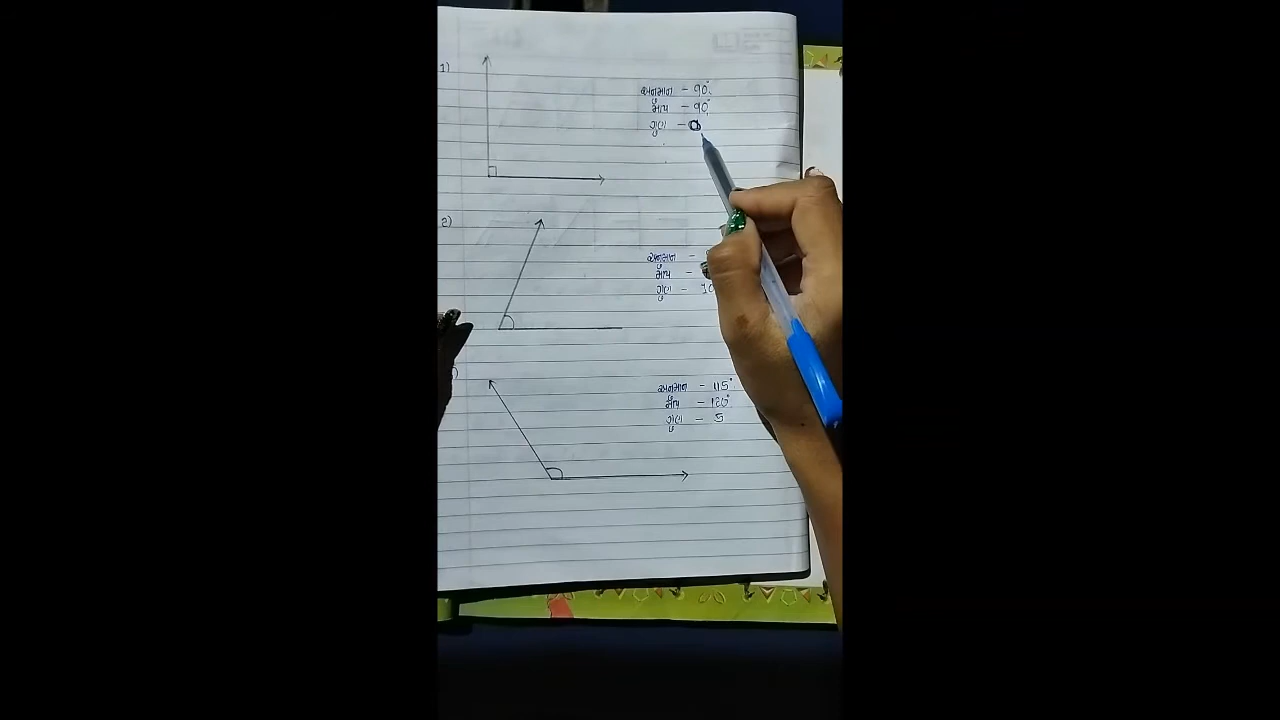 1)
અનુમાન - 90°
માપ - 90°
ગુણ - 0
2)
અનુમાન -
માપ -
ગુણ - 10
અનુમાન - 115°
માપ - 120°
ગુણ - 5